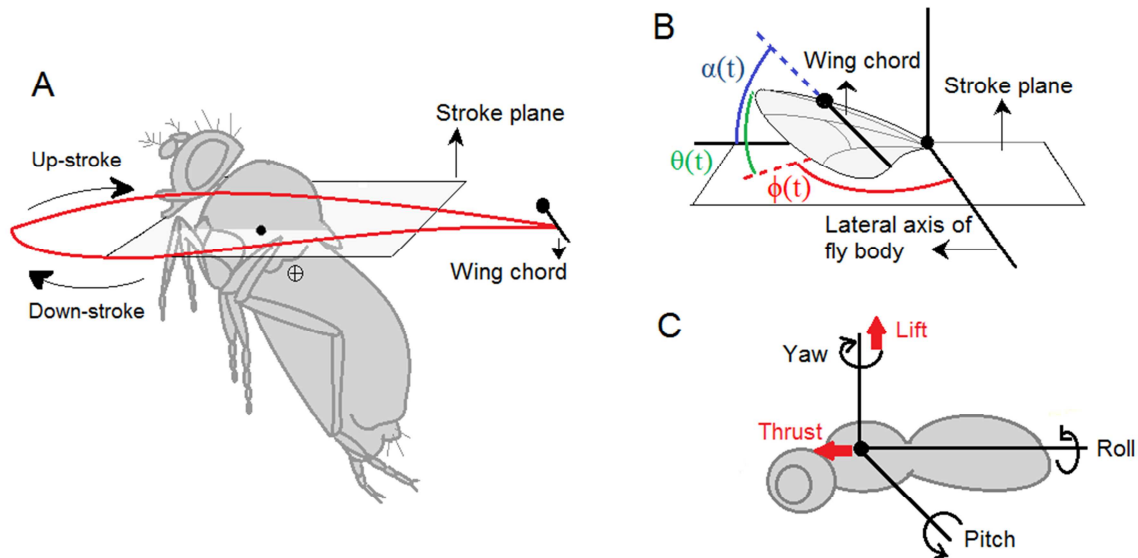 A
Up-stroke
Stroke plane
Wing chord
Down-stroke
B
α(t)
Wing chord
Stroke plane
θ(t)
ϕ(t)
Lateral axis of
fly body
C
Lift
Yaw
Thrust
Roll
Pitch